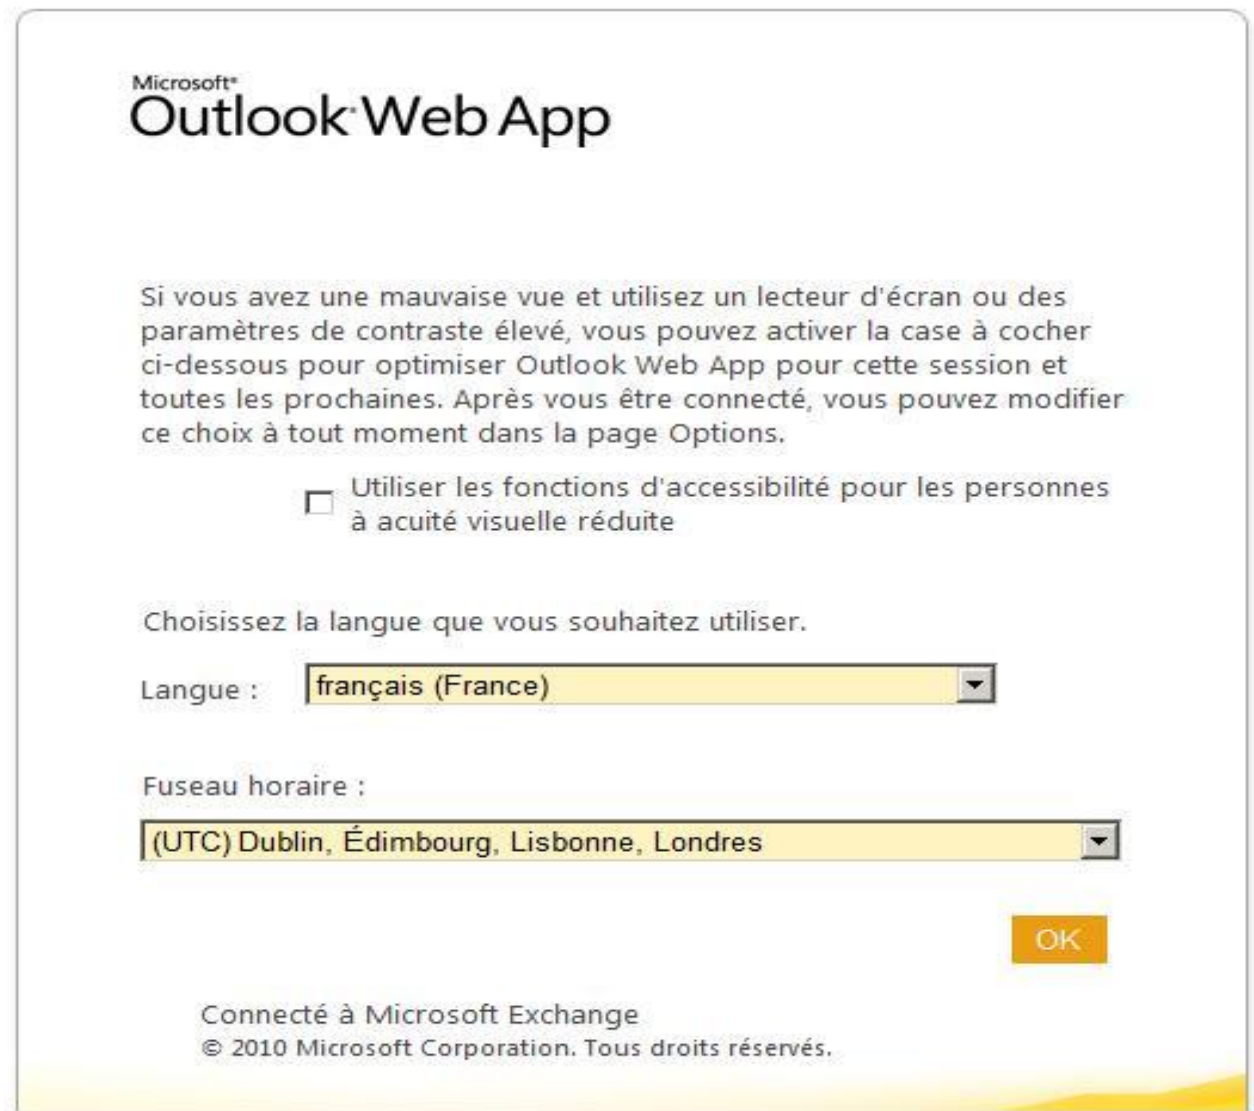 Microsoft®
Outlook® Web App
Si vous avez une mauvaise vue et utilisez un lecteur d'écran ou des
paramètres de contraste élevé, vous pouvez activer la case à cocher
ci-dessous pour optimiser Outlook Web App pour cette session et
toutes les prochaines. Après vous être connecté, vous pouvez modifier
ce choix à tout moment dans la page Options.
Utiliser les fonctions d'accessibilité pour les personnes
à acuité visuelle réduite
Choisissez la langue que vous souhaitez utiliser.
Langue : français (France)
Fuseau horaire :
(UTC) Dublin, Édimbourg, Lisbonne, Londres
OK
Connecté à Microsoft Exchange
© 2010 Microsoft Corporation. Tous droits réservés.